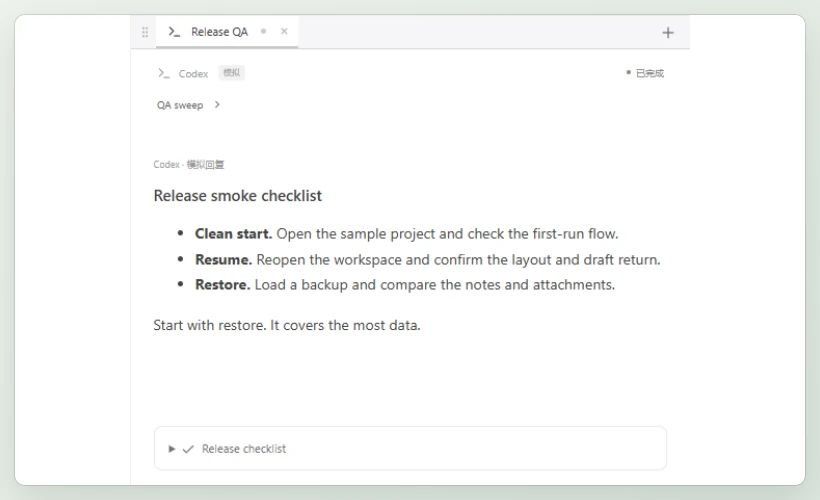 Release QA
Codex 模拟
已完成
QA sweep
Codex · 模拟回复
Release smoke checklist
Clean start. Open the sample project and check the first-run flow.
Resume. Reopen the workspace and confirm the layout and draft return.
Restore. Load a backup and compare the notes and attachments.
Start with restore. It covers the most data.
Release checklist